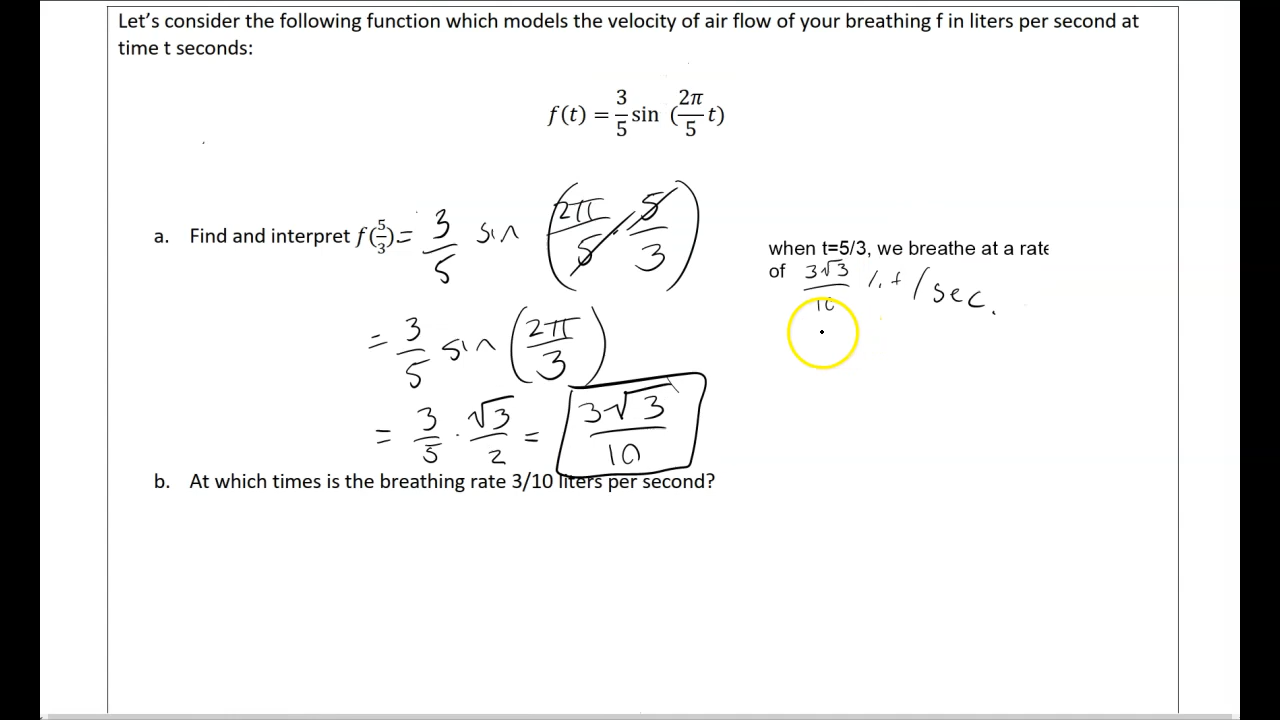 Let's consider the following function which models the velocity of air flow of your breathing f in liters per second at
time t seconds:
f(t) = 3/5 sin (2π/5 t)
a. Find and interpret f(5/3) = 3/5 sin (2π/5 · 5/3)
when t=5/3, we breathe at a rate
of 3√3/10 lit/sec.
= 3/5 sin (2π/3)
= 3/5 · √3/2 = 3√3/10
b. At which times is the breathing rate 3/10 liters per second?